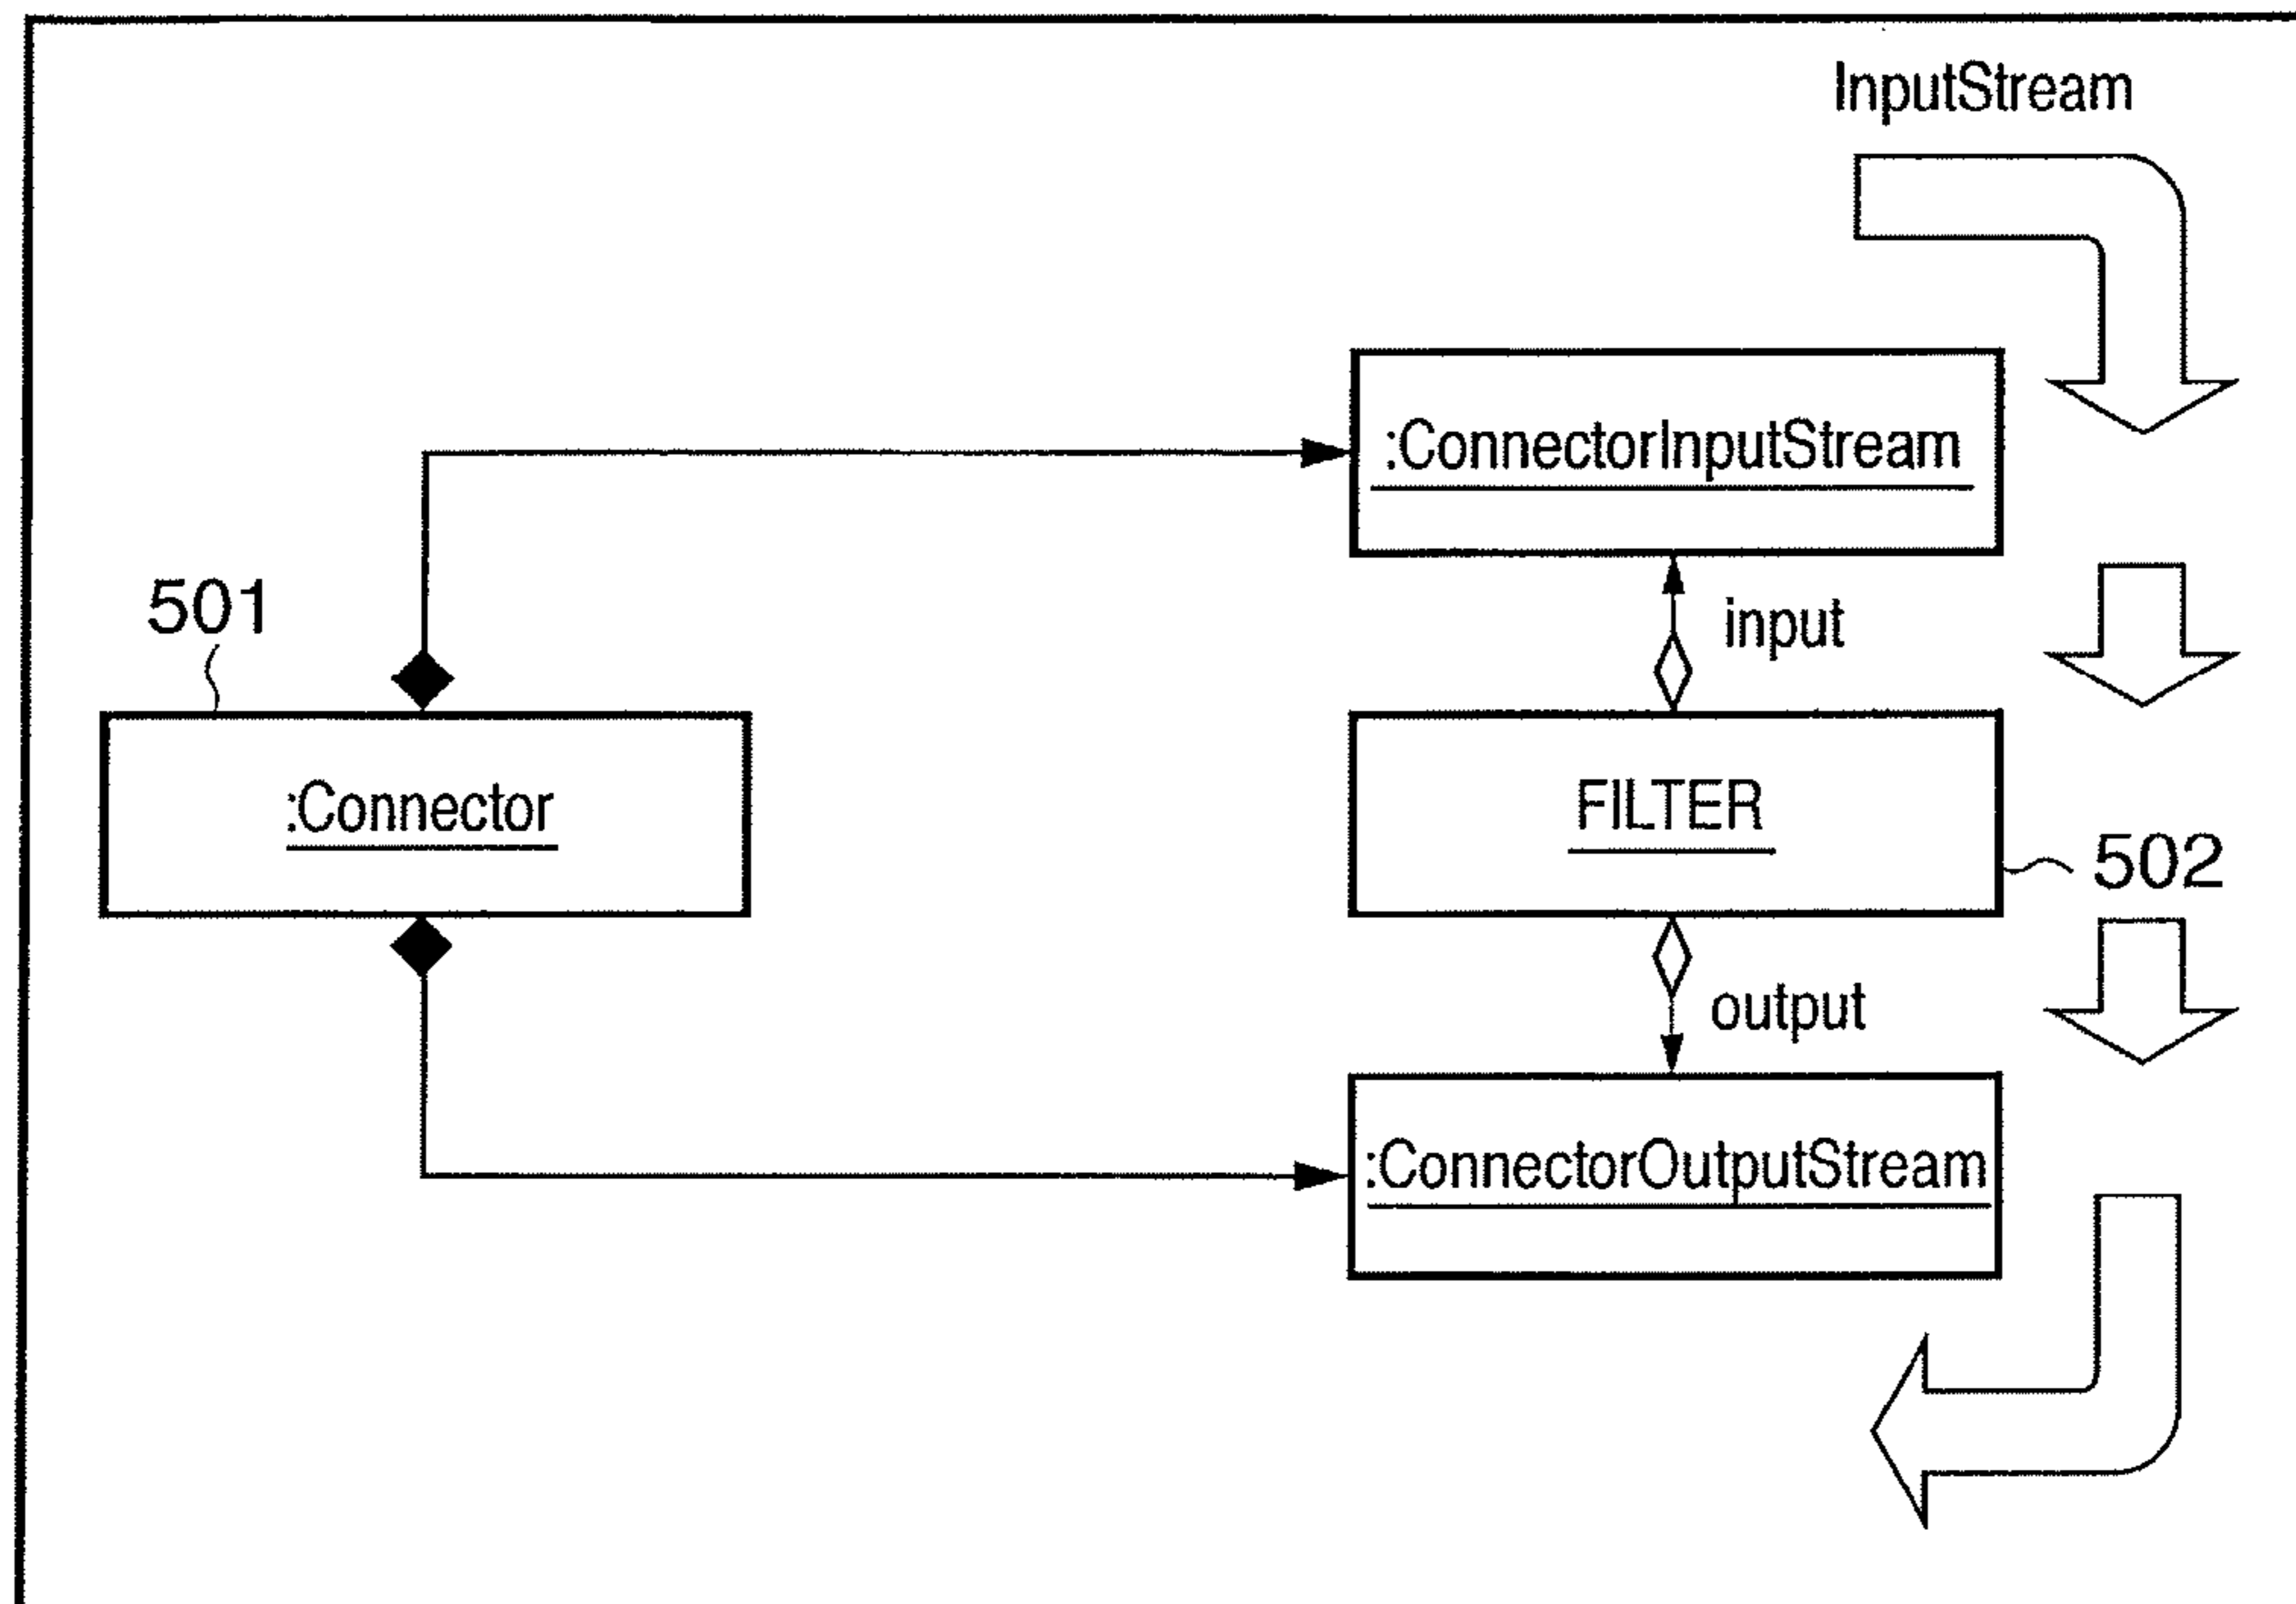 InputStream
:ConnectorInputStream
501
input
:Connector
FILTER
502
output
:ConnectorOutputStream